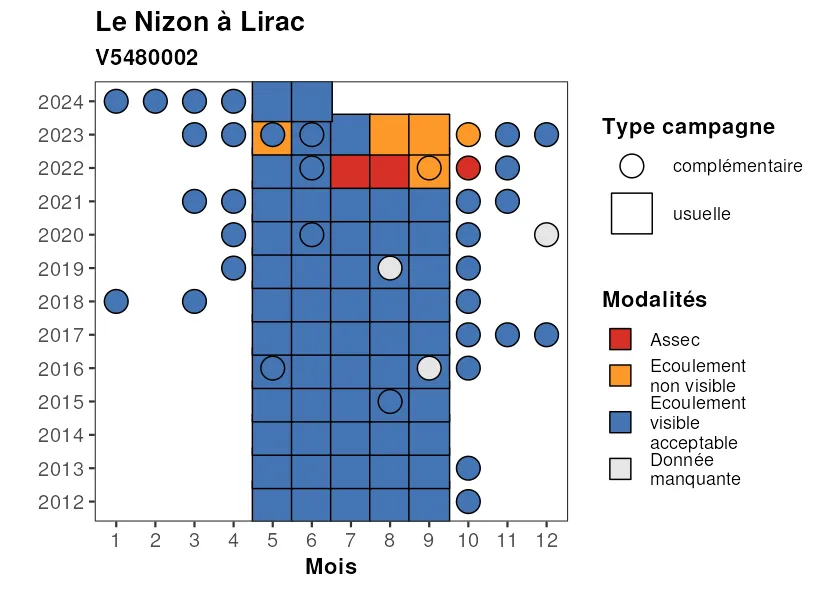 Le Nizon à Lirac
V5480002
2024
2023
2022
2021
2020
2019
2018
2017
2016
2015
2014
2013
2012
1 2 3 4 5 6 7 8 9 10 11 12
Mois
Type campagne
complémentaire
usuelle
Modalités
Assec
Ecoulement
non visible
Ecoulement
visible
acceptable
Donnée
manquante